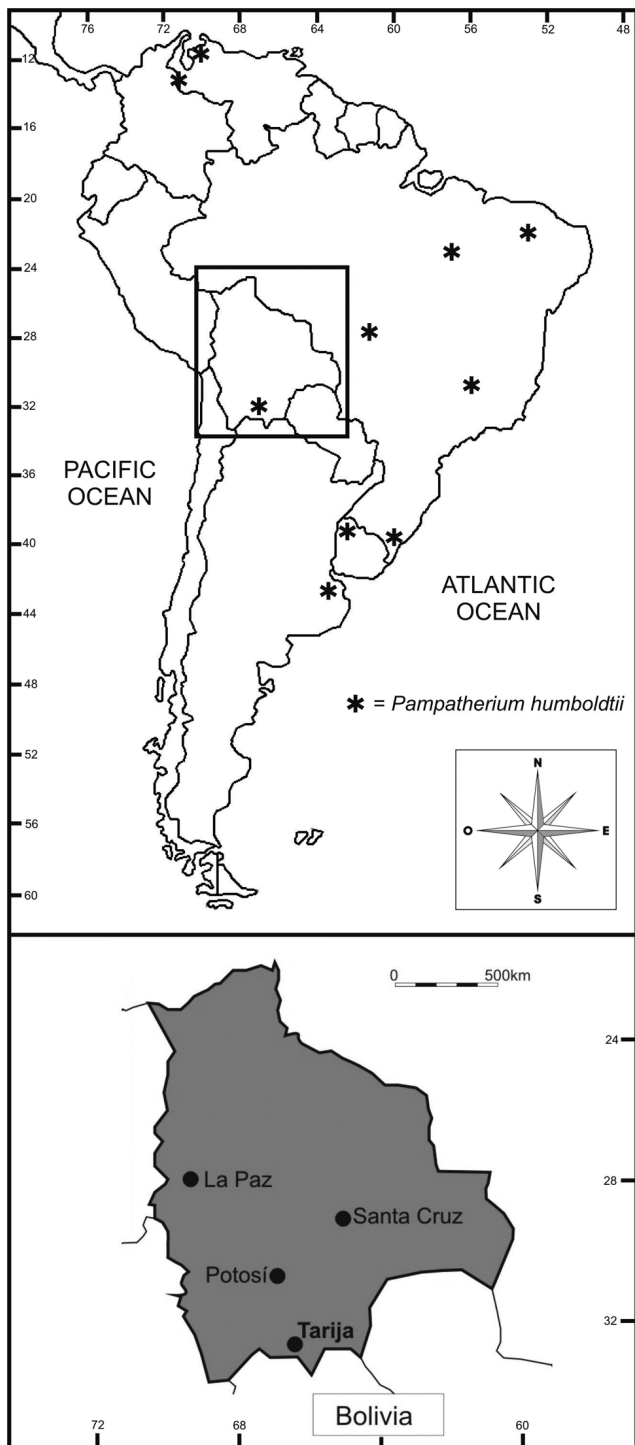 76 72 68 64 60 56 52 48
12
16
20
24
28
32
36
40
44
48
52
56
60
PACIFIC
OCEAN
ATLANTIC
OCEAN
* = Pampatherium humboldtii
N
O E
S
0 500km
24
28
32
La Paz
Santa Cruz
Potosí
Tarija
Bolivia
72 68 60